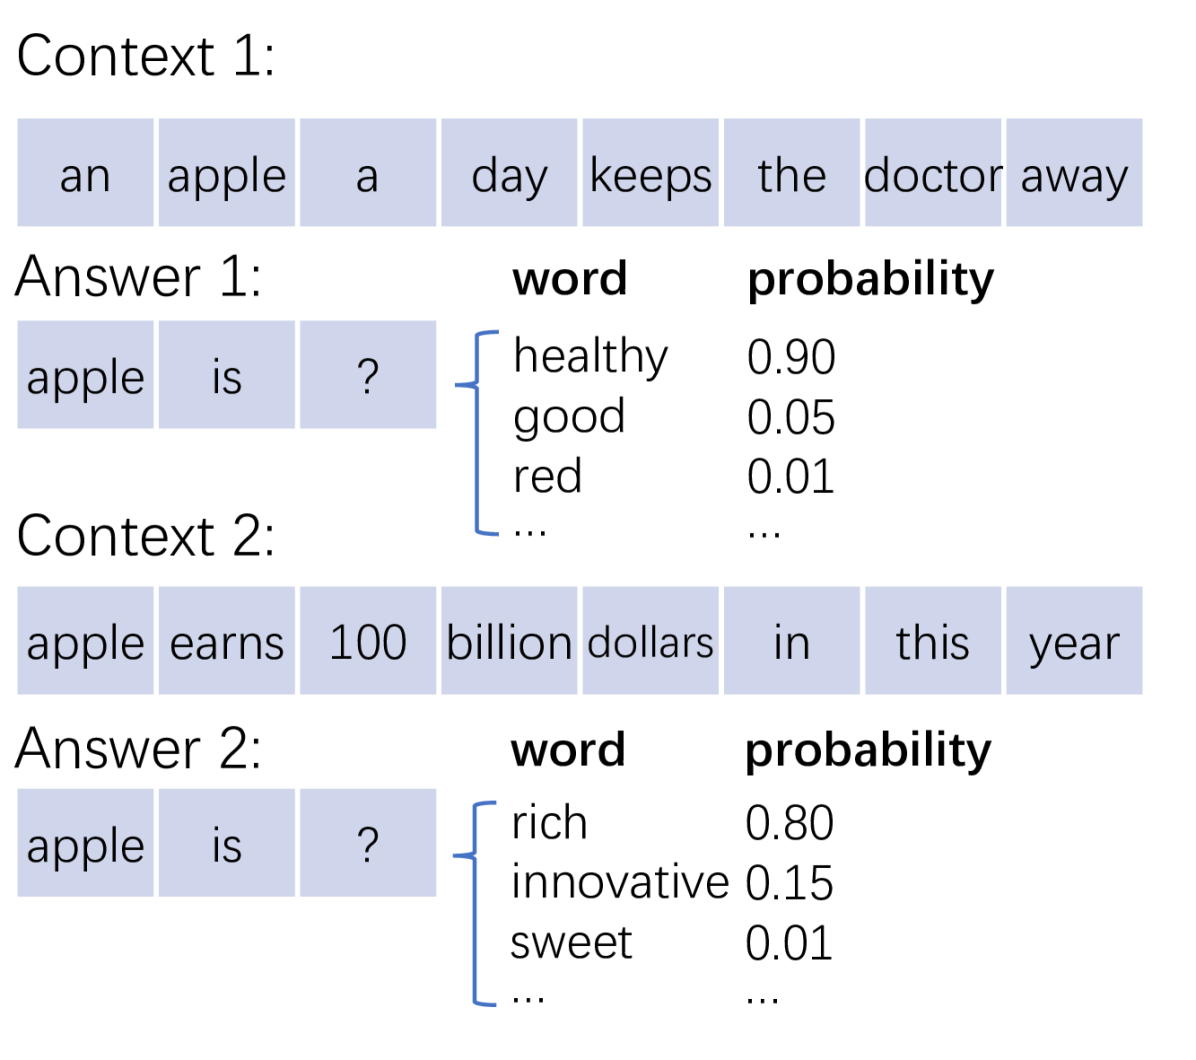 Context 1:
an apple a day keeps the doctor away
Answer 1:
word probability
apple is ?
healthy 0.90
good 0.05
red 0.01
... ...
Context 2:
apple earns 100 billion dollars in this year
Answer 2:
word probability
apple is ?
rich 0.80
innovative 0.15
sweet 0.01
... ...